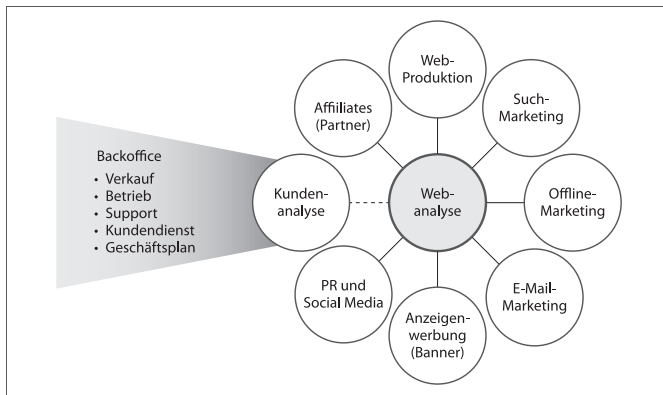 Web-
Produktion
Affiiliates
(Partner)
Such-
Marketing
Backoffice
• Verkauf
• Betrieb
• Support
• Kundendienst
• Geschäftsplan
Kunden-
analyse
Web-
analyse
Offline-
Marketing
PR und
Social Media
E-Mail-
Marketing
Anzeigen-
werbung
(Banner)